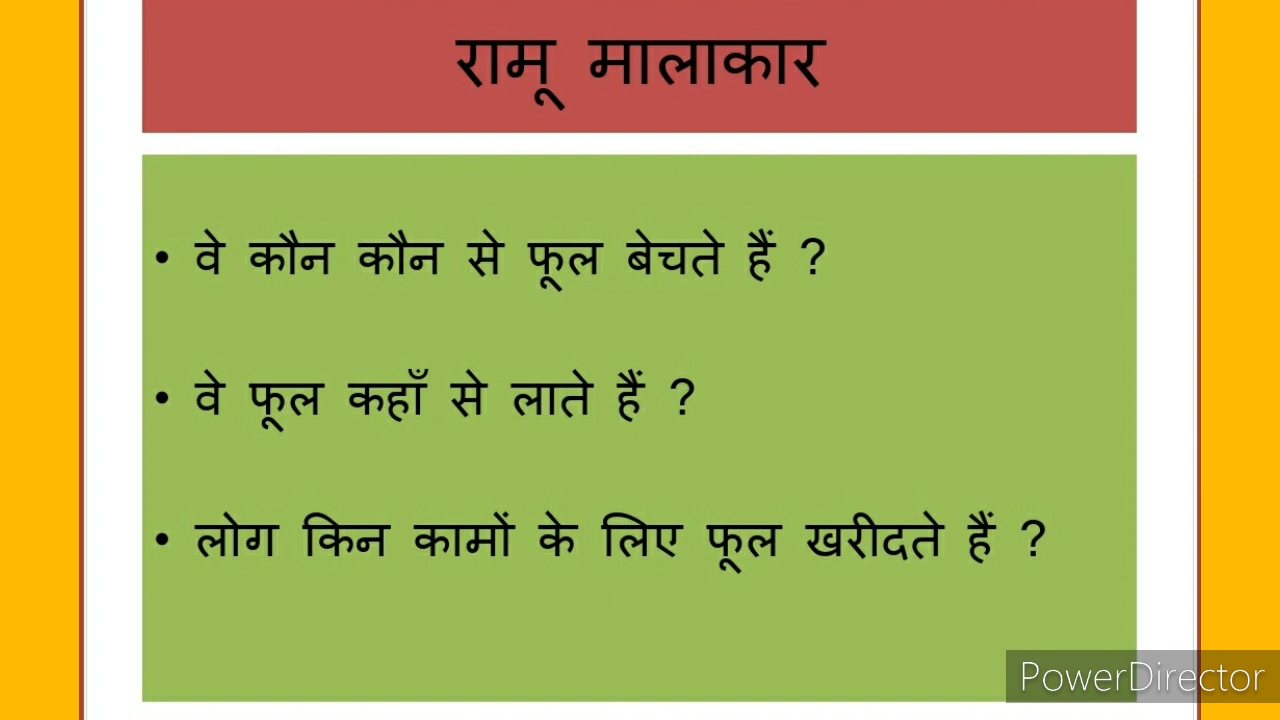 रामू मालाकार
• वे कौन कौन से फूल बेचते हैं ?
• वे फूल कहाँ से लाते हैं ?
• लोग किन कामों के लिए फूल खरीदते हैं ?
PowerDirector